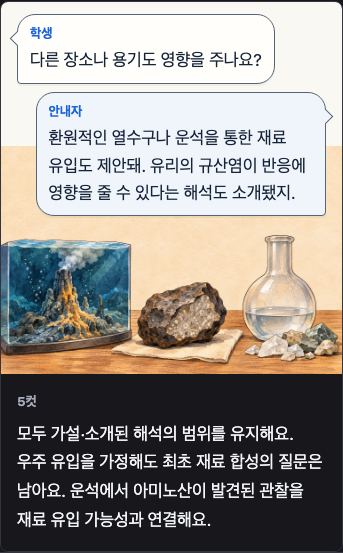 학생
다른 장소나 용기도 영향을 주나요?
안내자
환원적인 열수구나 운석을 통한 재료
유입도 제안돼. 유리의 규산염이 반응에
영향을 줄 수 있다는 해석도 소개됐지.
5컷
모두 가설·소개된 해석의 범위를 유지해요.
우주 유입을 가정해도 최초 재료 합성의 질문은
남아요. 운석에서 아미노산이 발견된 관찰을
재료 유입 가능성과 연결해요.